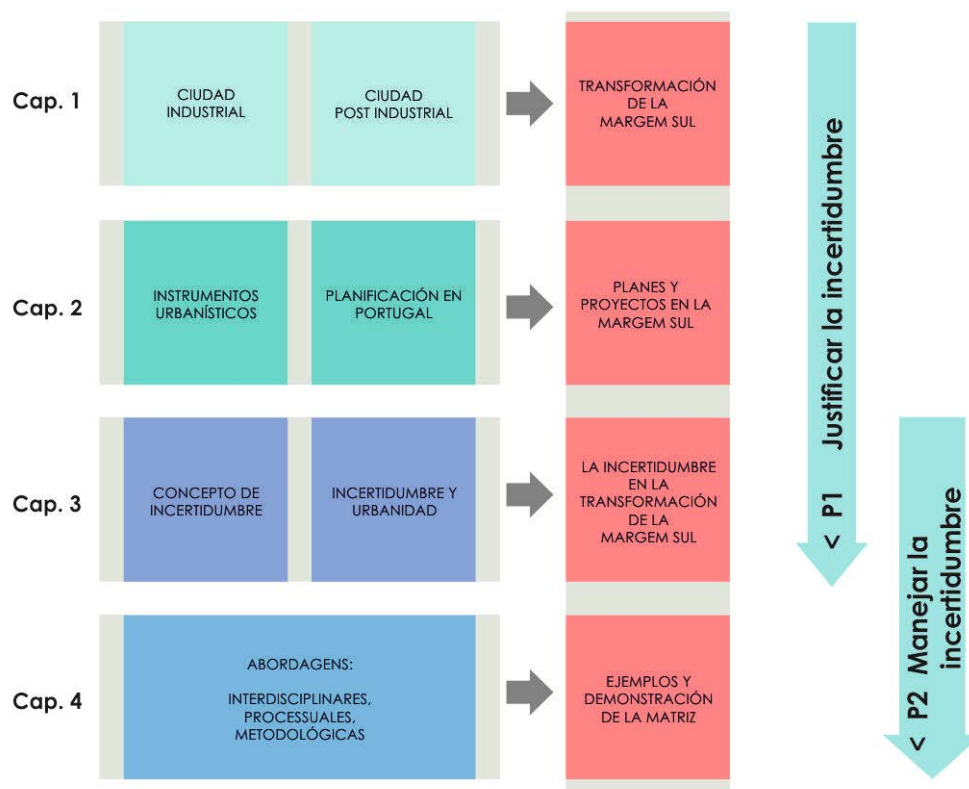 Cap. 1
CIUDAD
INDUSTRIAL
CIUDAD
POST INDUSTRIAL
TRANSFORMACIÓN
DE LA
MARGEM SUL
Cap. 2
INSTRUMENTOS
URBANÍSTICOS
PLANIFICACIÓN EN
PORTUGAL
PLANES Y
PROYECTOS EN LA
MARGEM SUL
Cap. 3
CONCEPTO DE
INCERTIDUMBRE
INCERTIDUMBRE Y
URBANIDAD
LA INCERTIDUMBRE
EN LA
TRANSFORMACIÓN
DE LA
MARGEM SUL
Cap. 4
ABORDAGENS:
INTERDISCIPLINARES,
PROCESSUALES,
METODOLÓGICAS
EJEMPLOS Y
DEMONSTRACIÓN
DE LA MATRIZ
< P1 Justificar la incertidumbre
< P2 Manejar la
incertidumbre